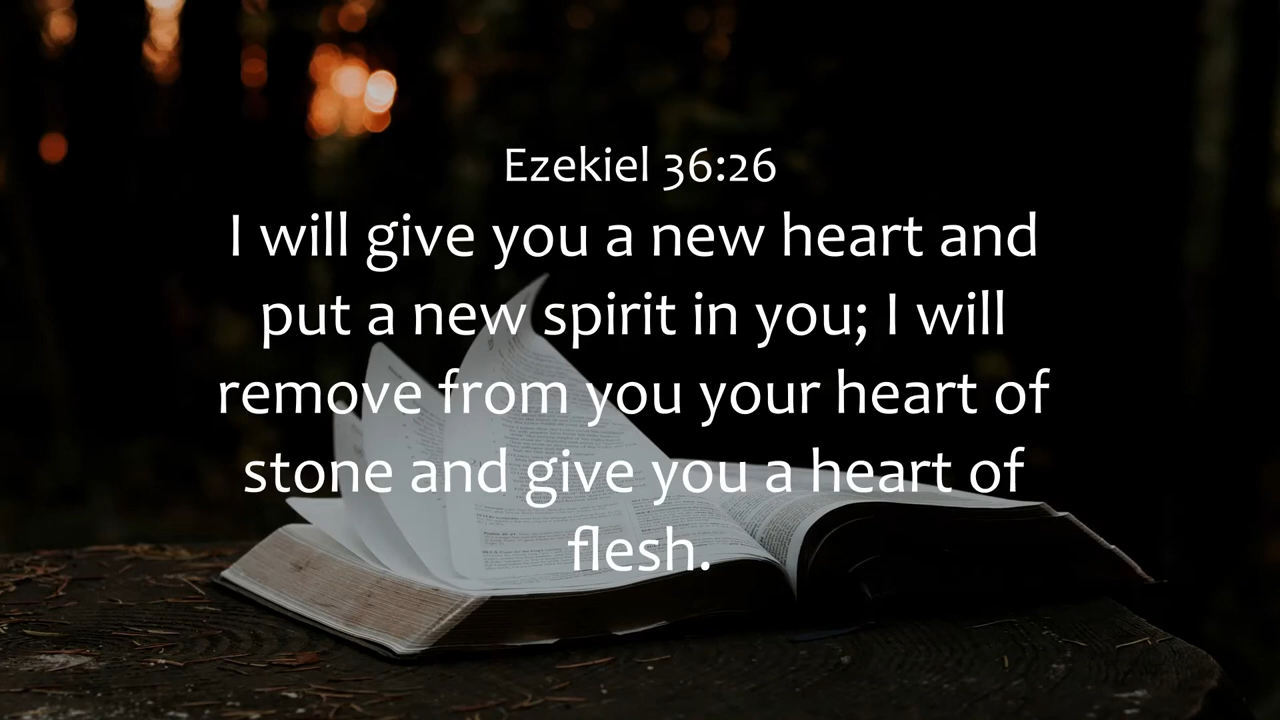 Ezekiel 36:26
I will give you a new heart and
put a new spirit in you; I will
remove from you your heart of
stone and give you a heart of
flesh.